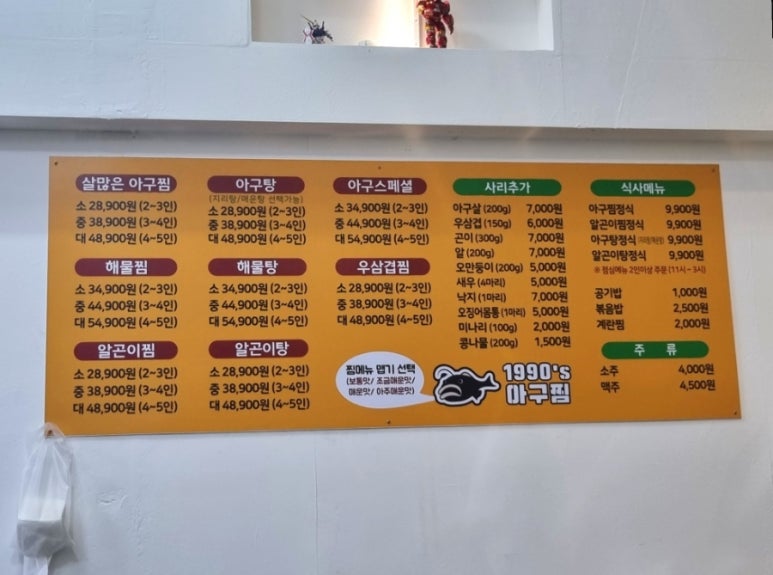 살많은 아구찜
소 28,900원 (2~3인)
중 38,900원 (3~4인)
대 48,900원 (4~5인)
해물찜
소 34,900원 (2~3인)
중 44,900원 (3~4인)
대 54,900원 (4~5인)
알곤이찜
소 28,900원 (2~3인)
중 38,900원 (3~4인)
대 48,900원 (4~5인)
아구탕
(지리탕/매운탕 선택가능)
소 28,900원 (2~3인)
중 38,900원 (3~4인)
대 48,900원 (4~5인)
해물탕
소 34,900원 (2~3인)
중 44,900원 (3~4인)
대 54,900원 (4~5인)
알곤이탕
소 28,900원 (2~3인)
중 38,900원 (3~4인)
대 48,900원 (4~5인)
아구스페셜
소 34,900원 (2~3인)
중 44,900원 (3~4인)
대 54,900원 (4~5인)
우삼겹찜
소 28,900원 (2~3인)
중 38,900원 (3~4인)
대 48,900원 (4~5인)
찜메뉴 맵기 선택
(보통맛/ 조금매운맛/
매운맛/ 아주매운맛)
사리추가
아구살 (200g) 7,000원
우삼겹 (150g) 6,000원
곤이 (300g) 7,000원
알 (200g) 7,000원
오만둥이 (200g) 5,000원
새우 (4마리) 5,000원
낙지 (1마리) 7,000원
오징어몸통 (1마리) 5,000원
미나리 (100g) 2,000원
콩나물 (200g) 1,500원
1990's
아구찜
식사메뉴
아구찜정식 9,900원
알곤이찜정식 9,900원
아구탕정식 (지리탕/매운탕) 9,900원
알곤이탕정식 9,900원
※ 점심메뉴 2인이상 주문 (11시~3시)
공기밥 1,000원
볶음밥 2,500원
계란찜 2,000원
주 류
소주 4,000원
맥주 4,500원